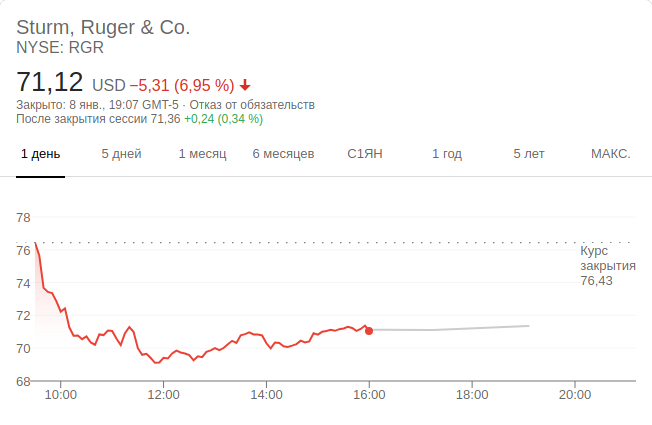 Sturm, Ruger & Co.
NYSE: RGR
71,12 USD −5,31 (6,95 %)
Закрыто: 8 янв., 19:07 GMT-5 · Отказ от обязательств
После закрытия сессии 71,36 +0,24 (0,34 %)
1 день 5 дней 1 месяц 6 месяцев С1ЯН 1 год 5 лет МАКС.
78
76
74
72
70
68
Курс
закрытия
76,43
10:00 12:00 14:00 16:00 18:00 20:00